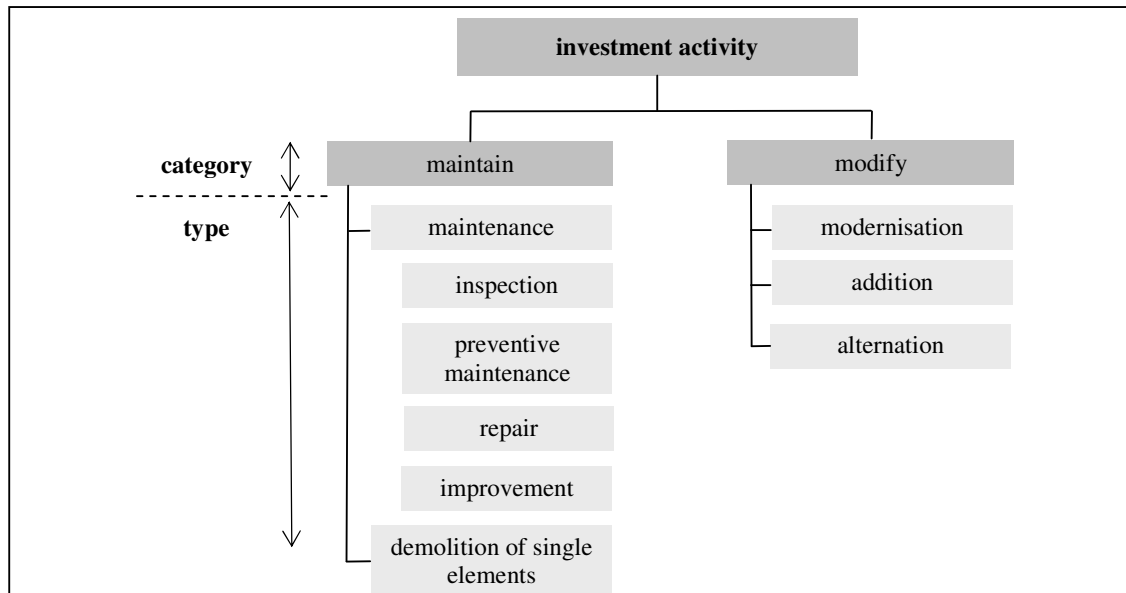 investment activity
category
maintain
modify
type
maintenance
modernisation
inspection
addition
preventive
maintenance
alternation
repair
improvement
demolition of single
elements